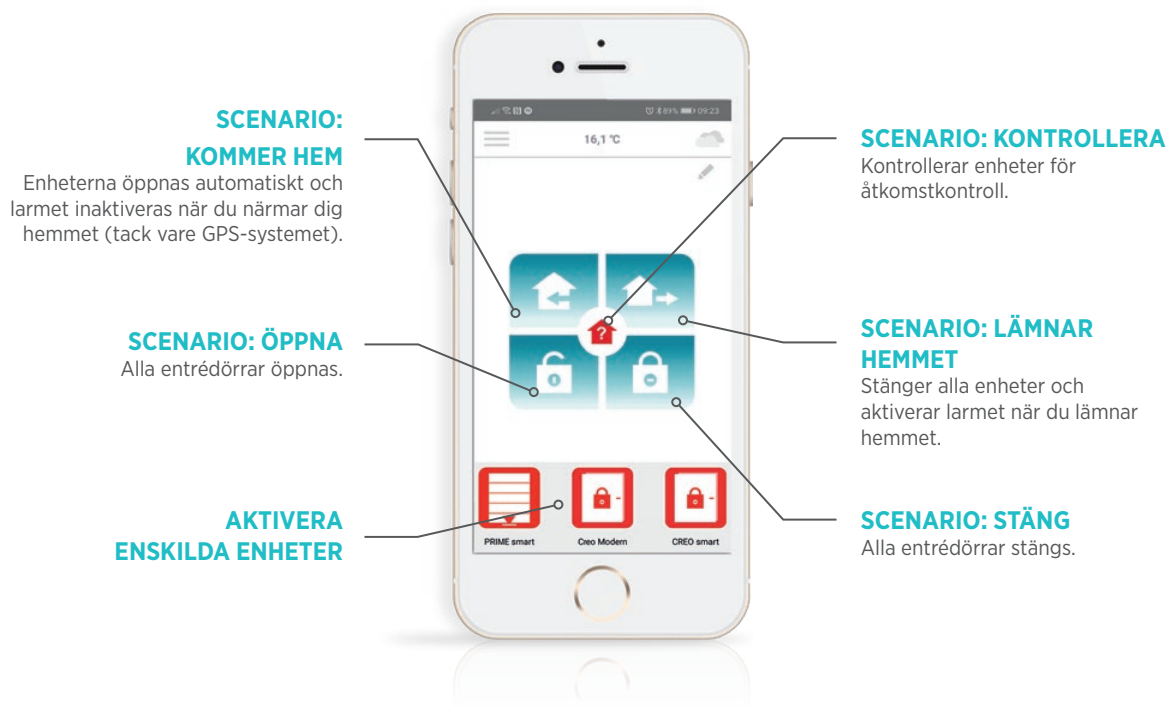 SCENARIO:
KOMMER HEM
Enheterna öppnas automatiskt och
larmet inaktiveras när du närmar dig
hemmet (tack vare GPS-systemet).
SCENARIO: ÖPPNA
Alla entrédörrar öppnas.
AKTIVERA
ENSKILDA ENHETER
89% 09:23
16,1 °C
?
PRIME smart
Creo Modern
CREO smart
SCENARIO: KONTROLLERA
Kontrollerar enheter för
åtkomstkontroll.
SCENARIO: LÄMNAR
HEMMET
Stänger alla enheter och
aktiverar larmet när du lämnar
hemmet.
SCENARIO: STÄNG
Alla entrédörrar stängs.